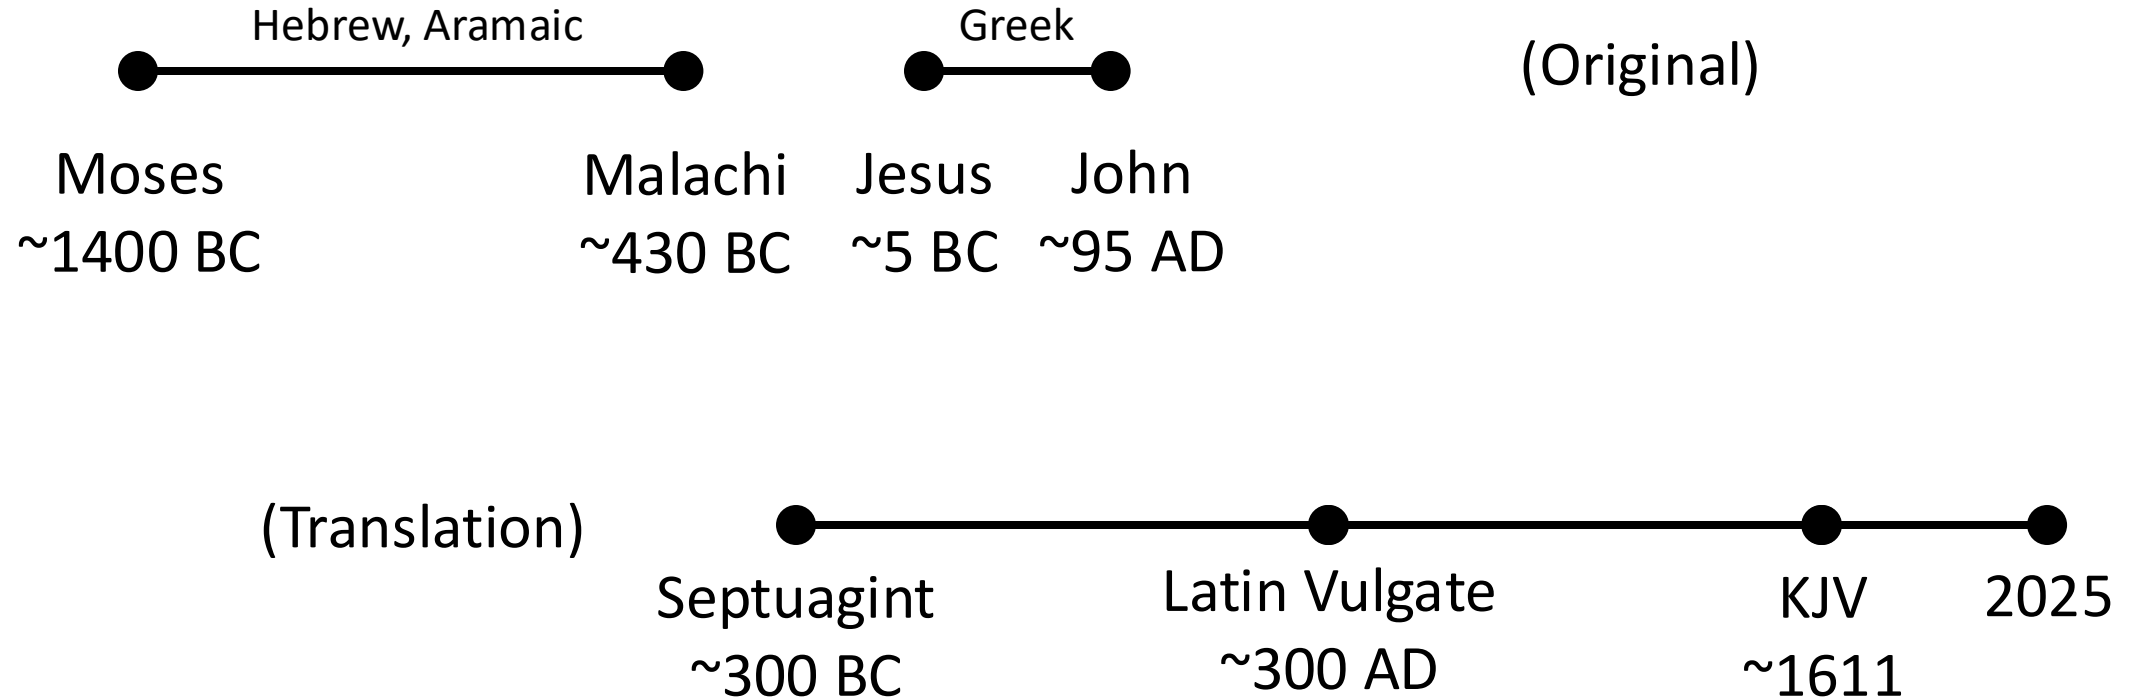 Hebrew, Aramaic
Greek
(Original)
Moses
~1400 BC
Malachi
~430 BC
Jesus
~5 BC
John
~95 AD
(Translation)
Septuagint
~300 BC
Latin Vulgate
~300 AD
KJV
~1611
2025